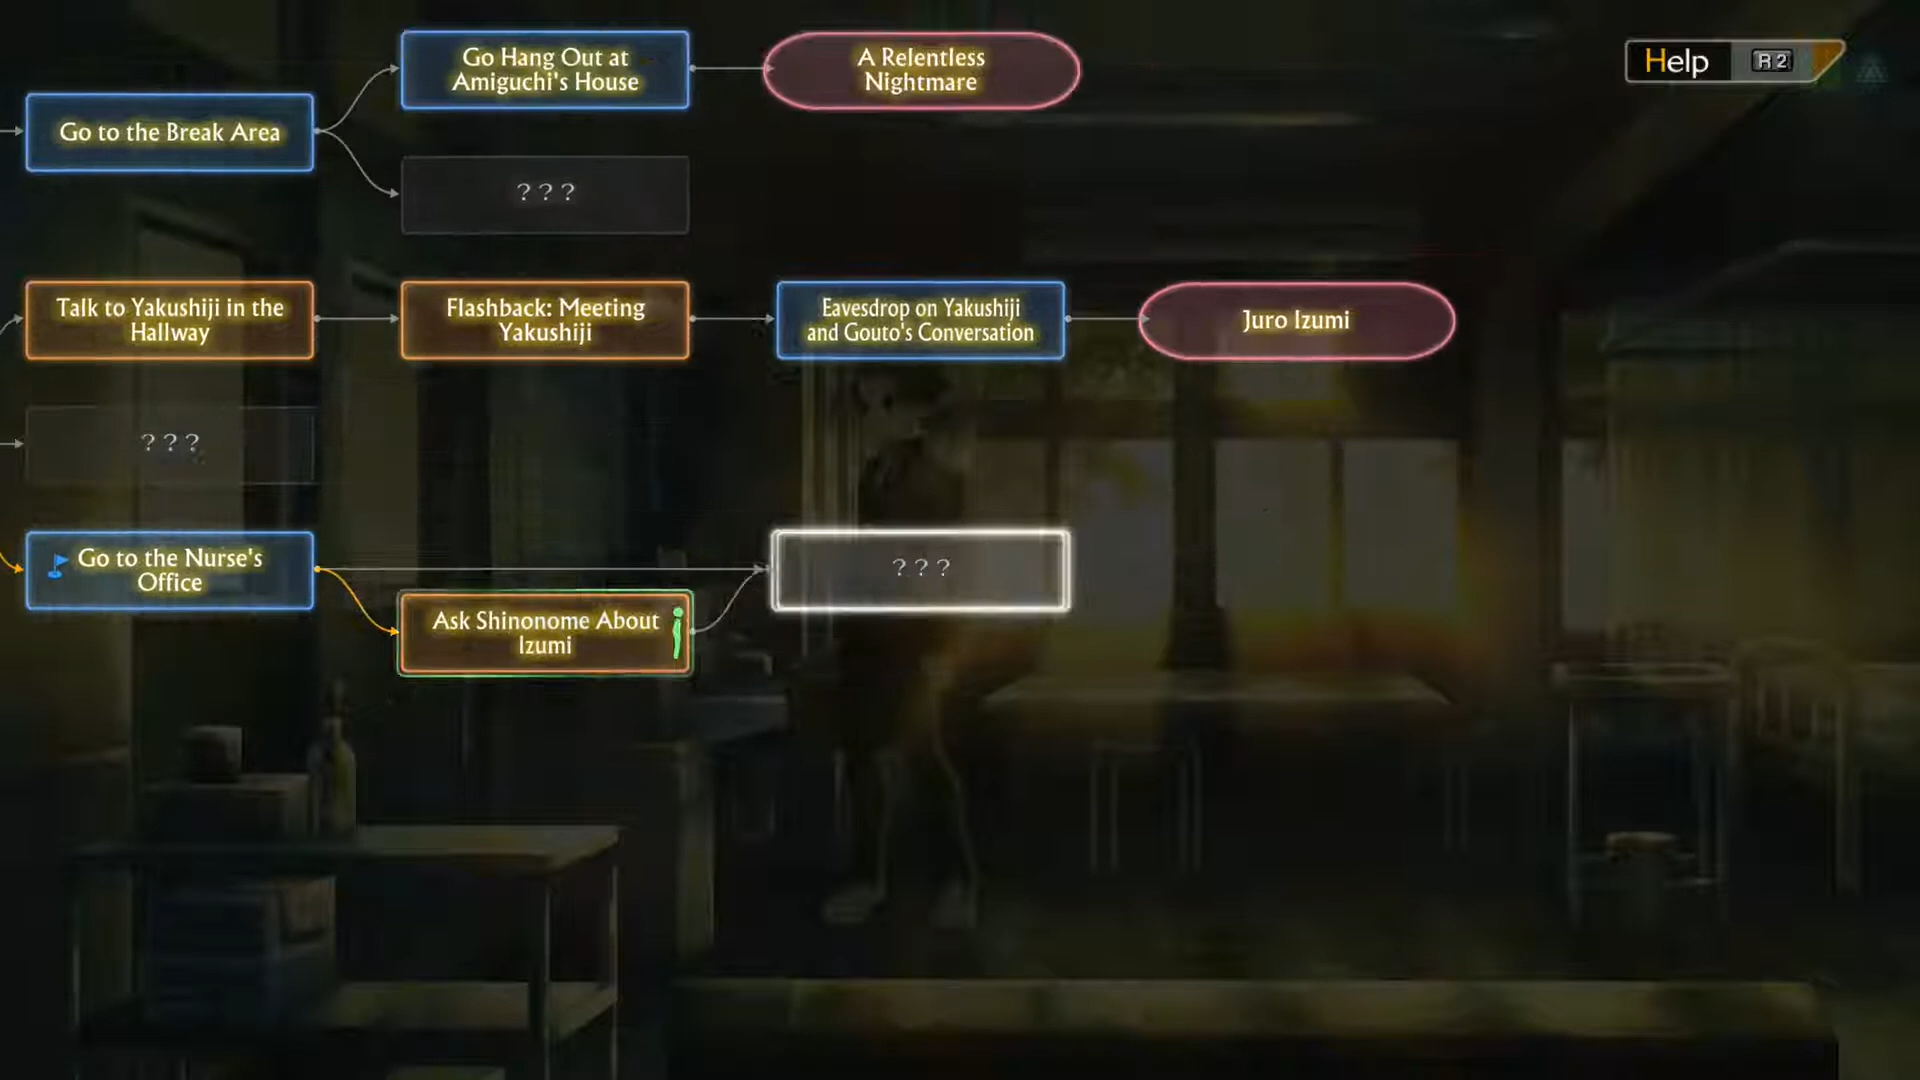 Go Hang Out at
Amiguchi's House
A Relentless
Nightmare
Help R2
Go to the Break Area
???
Talk to Yakushiji in the
Hallway
Flashback: Meeting
Yakushiji
Eavesdrop on Yakushiji
and Gouto's Conversation
Juro Izumi
???
Go to the Nurse's
Office
???
Ask Shinonome About
Izumi